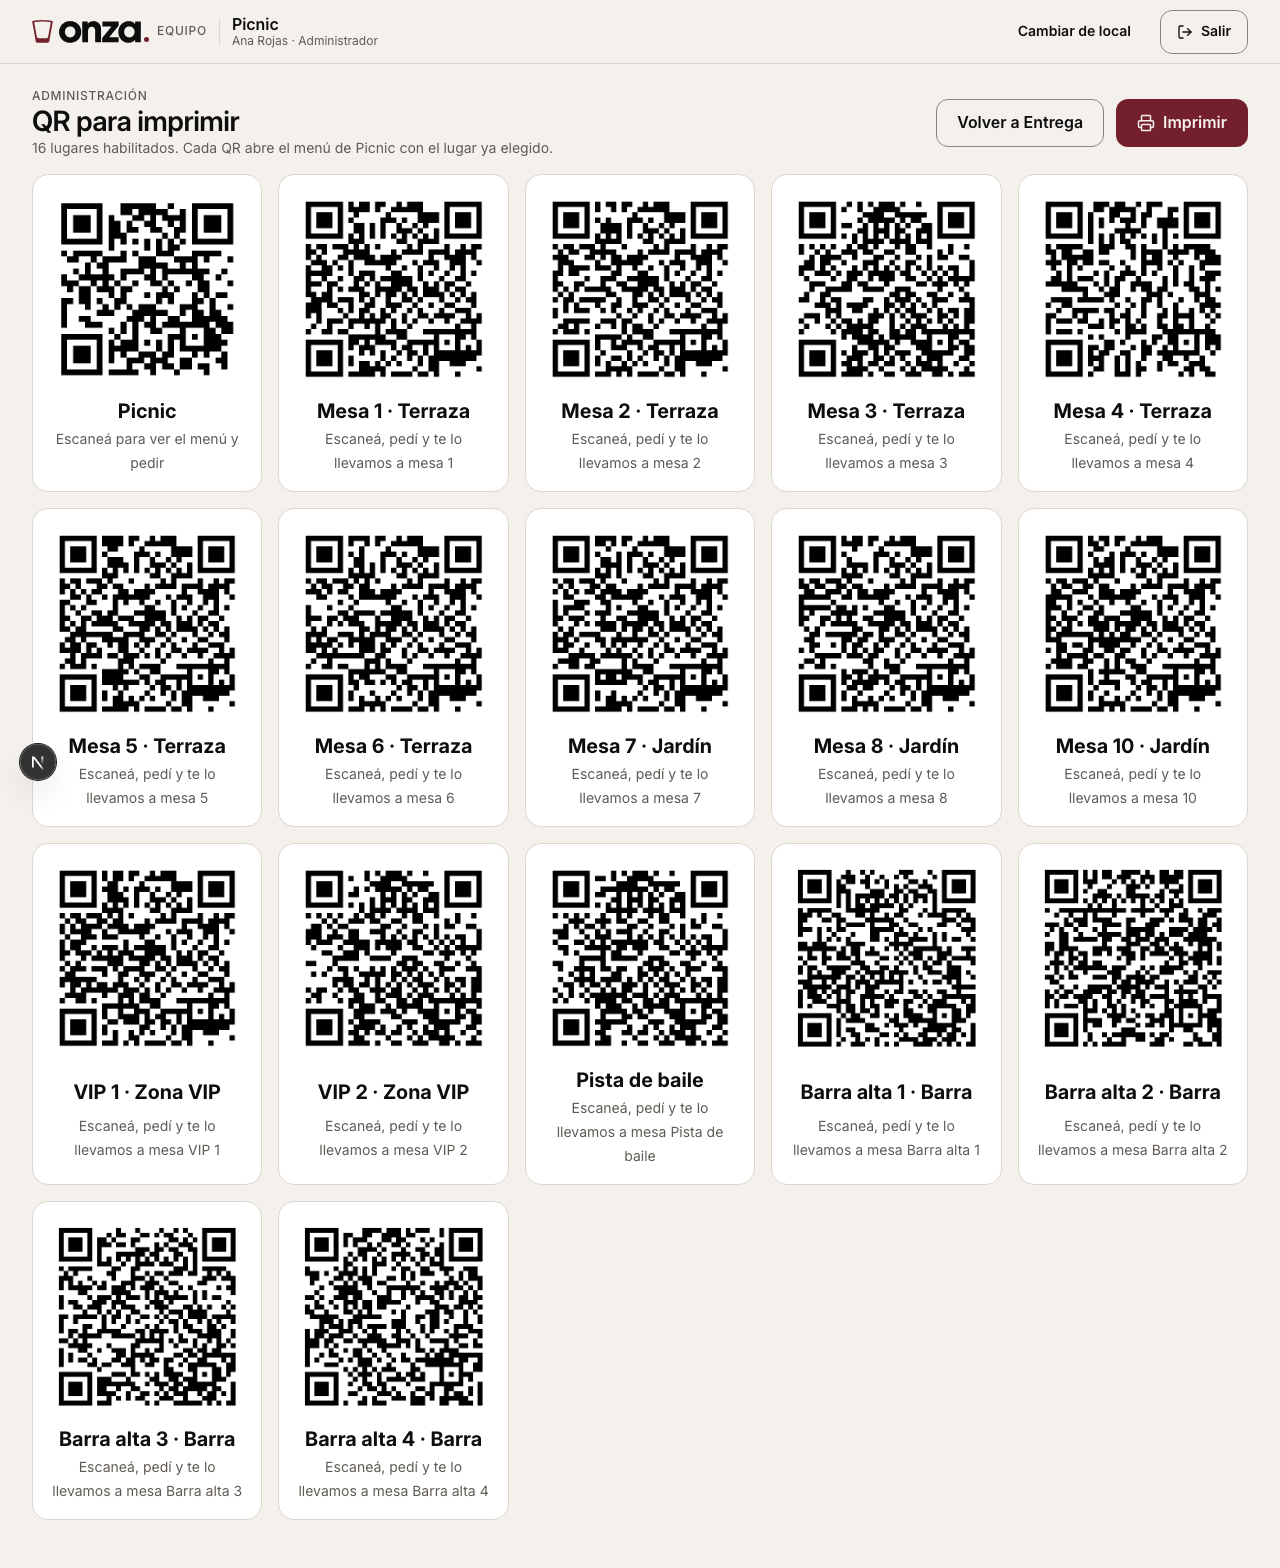 onza. EQUIPO
Picnic
Ana Rojas · Administrador
Cambiar de local
Salir
ADMINISTRACIÓN
QR para imprimir
16 lugares habilitados. Cada QR abre el menú de Picnic con el lugar ya elegido.
Volver a Entrega
Imprimir
Picnic
Escaneá para ver el menú y
pedir
Mesa 1 · Terraza
Escaneá, pedí y te lo
llevamos a mesa 1
Mesa 2 · Terraza
Escaneá, pedí y te lo
llevamos a mesa 2
Mesa 3 · Terraza
Escaneá, pedí y te lo
llevamos a mesa 3
Mesa 4 · Terraza
Escaneá, pedí y te lo
llevamos a mesa 4
Mesa 5 · Terraza
Escaneá, pedí y te lo
llevamos a mesa 5
Mesa 6 · Terraza
Escaneá, pedí y te lo
llevamos a mesa 6
Mesa 7 · Jardín
Escaneá, pedí y te lo
llevamos a mesa 7
Mesa 8 · Jardín
Escaneá, pedí y te lo
llevamos a mesa 8
Mesa 10 · Jardín
Escaneá, pedí y te lo
llevamos a mesa 10
N
VIP 1 · Zona VIP
Escaneá, pedí y te lo
llevamos a mesa VIP 1
VIP 2 · Zona VIP
Escaneá, pedí y te lo
llevamos a mesa VIP 2
Pista de baile
Escaneá, pedí y te lo
llevamos a mesa Pista de
baile
Barra alta 1 · Barra
Escaneá, pedí y te lo
llevamos a mesa Barra alta 1
Barra alta 2 · Barra
Escaneá, pedí y te lo
llevamos a mesa Barra alta 2
Barra alta 3 · Barra
Escaneá, pedí y te lo
llevamos a mesa Barra alta 3
Barra alta 4 · Barra
Escaneá, pedí y te lo
llevamos a mesa Barra alta 4